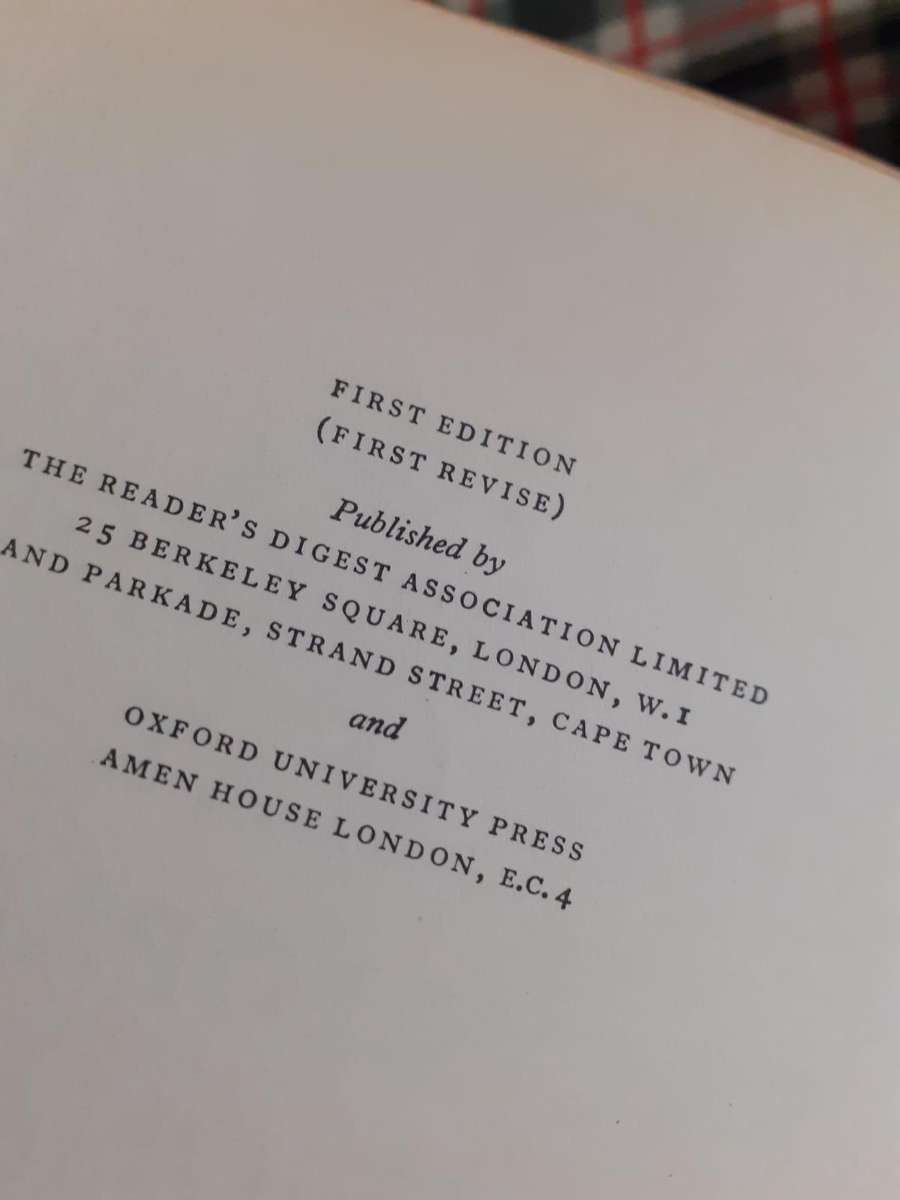 FIRST EDITION
(FIRST REVISE)
Published by
THE READER'S DIGEST ASSOCIATION LIMITED
25 BERKELEY SQUARE, LONDON, W.1
AND PARKADE, STRAND STREET, CAPE TOWN
and
OXFORD UNIVERSITY PRESS
AMEN HOUSE LONDON, E.C.4